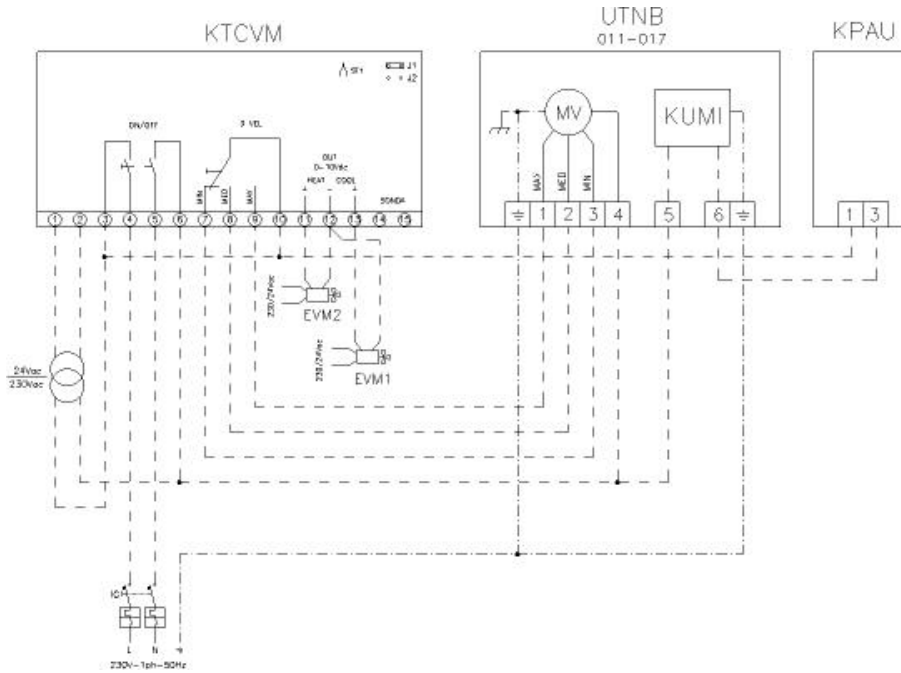 KTCVM
UTNB
011-017
KPAU
J1
J2
ON/OFF
3 VEL
OUT
0-10Vdc
HEAT
COOL
MIN
MED
MAX
SONDA
1 2 3 4 5 6 7 8 9 10 11 12 13 14 15
MV
KUMI
MAX
MED
MIN
1 2 3 4 5 6
1 3
230/24Vac
EVM2
230/24Vac
EVM1
24Vac
230Vac
L N
230V-1ph-50Hz